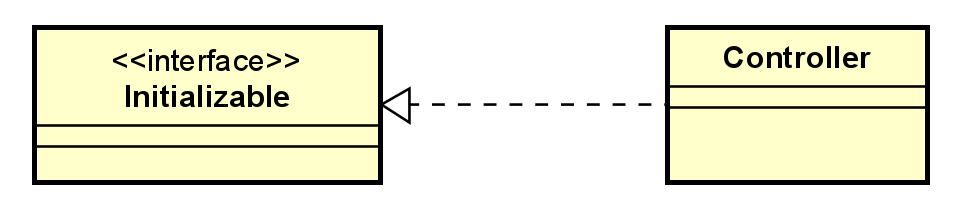 <<interface>>
Initializable
Controller